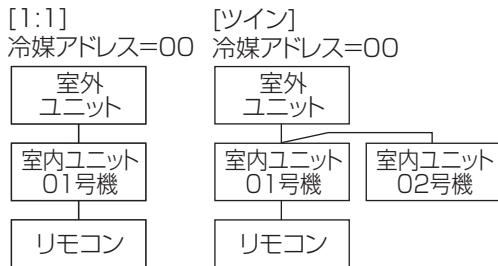 [1:1]
冷媒アドレス=00
室外
ユニット
室内ユニット
01号機
リモコン
[ツイン]
冷媒アドレス=00
室外
ユニット
室内ユニット
01号機
室内ユニット
02号機
リモコン